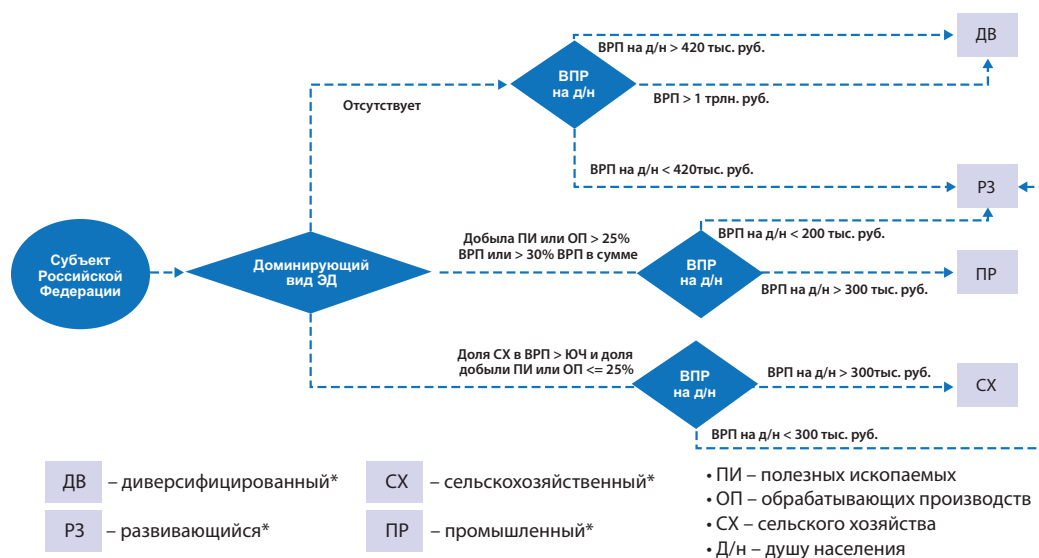 ВРП на д/н > 420 тыс. руб.
ДВ
ВПР
на д/н
Отсутствует
ВРП > 1 трлн. руб.
ВРП на д/н < 420тыс. руб.
РЗ
Субъект
Российской
Федерации
Доминирующий
вид ЭД
Добыла ПИ или ОП > 25%
ВРП или > 30% ВРП в сумме
ВПР
на д/н
ВРП на д/н < 200 тыс. руб.
ПР
ВРП на д/н > 300 тыс. руб.
Доля СХ в ВРП > ЮЧ и доля
добыли ПИ или ОП <= 25%
ВПР
на д/н
ВРП на д/н > 300тыс. руб.
СХ
ВРП на д/н < 300 тыс. руб.
ДВ – диверсифицированный*
СХ – сельскохозяйственный*
РЗ – развивающийся*
ПР – промышленный*
• ПИ – полезных ископаемых
• ОП – обрабатывающих производств
• СХ – сельского хозяйства
• Д/н – душу населения